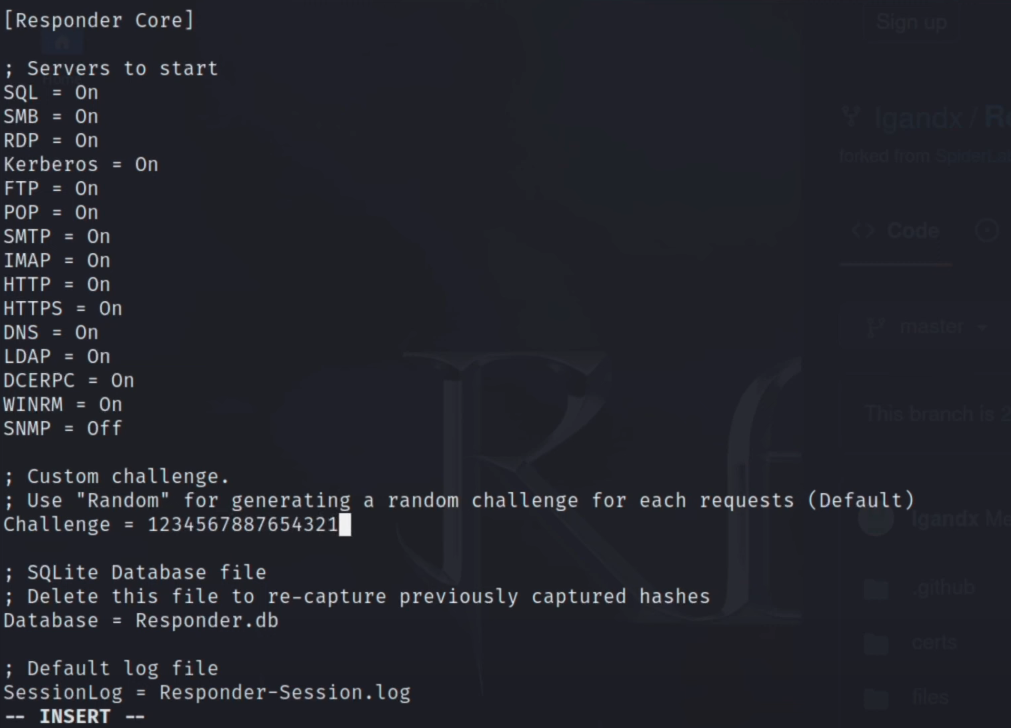 [Responder Core]
; Servers to start
SQL = On
SMB = On
RDP = On
Kerberos = On
FTP = On
POP = On
SMTP = On
IMAP = On
HTTP = On
HTTPS = On
DNS = On
LDAP = On
DCERPC = On
WINRM = On
SNMP = Off
; Custom challenge.
; Use "Random" for generating a random challenge for each requests (Default)
Challenge = 1234567887654321
; SQLite Database file
; Delete this file to re-capture previously captured hashes
Database = Responder.db
; Default log file
SessionLog = Responder-Session.log
-- INSERT --
Sign up
lgandx /
forked from
Code
master
This branch is
lgandx
.github
certs
files